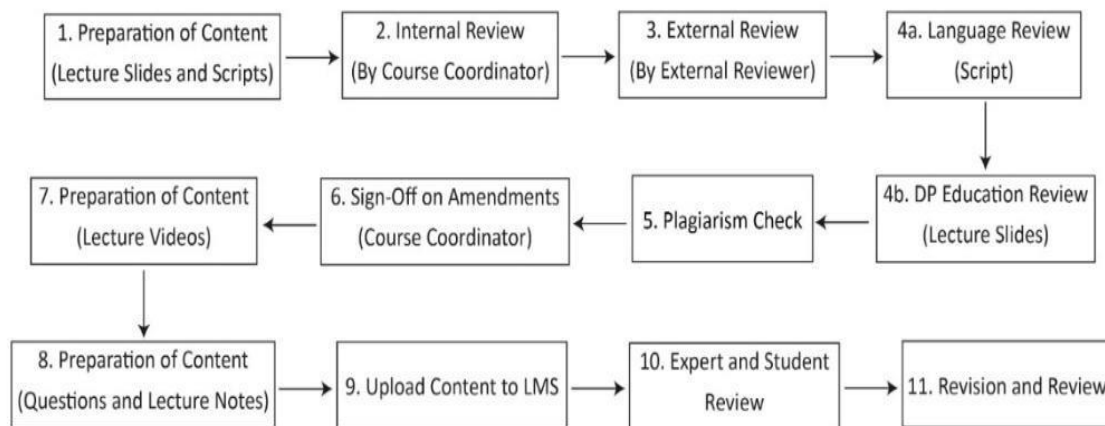 1. Preparation of Content
(Lecture Slides and Scripts)
2. Internal Review
(By Course Coordinator)
3. External Review
(By External Reviewer)
4a. Language Review
(Script)
4b. DP Education Review
(Lecture Slides)
5. Plagiarism Check
6. Sign-Off on Amendments
(Course Coordinator)
7. Preparation of Content
(Lecture Videos)
8. Preparation of Content
(Questions and Lecture Notes)
9. Upload Content to LMS
10. Expert and Student
Review
11. Revision and Review